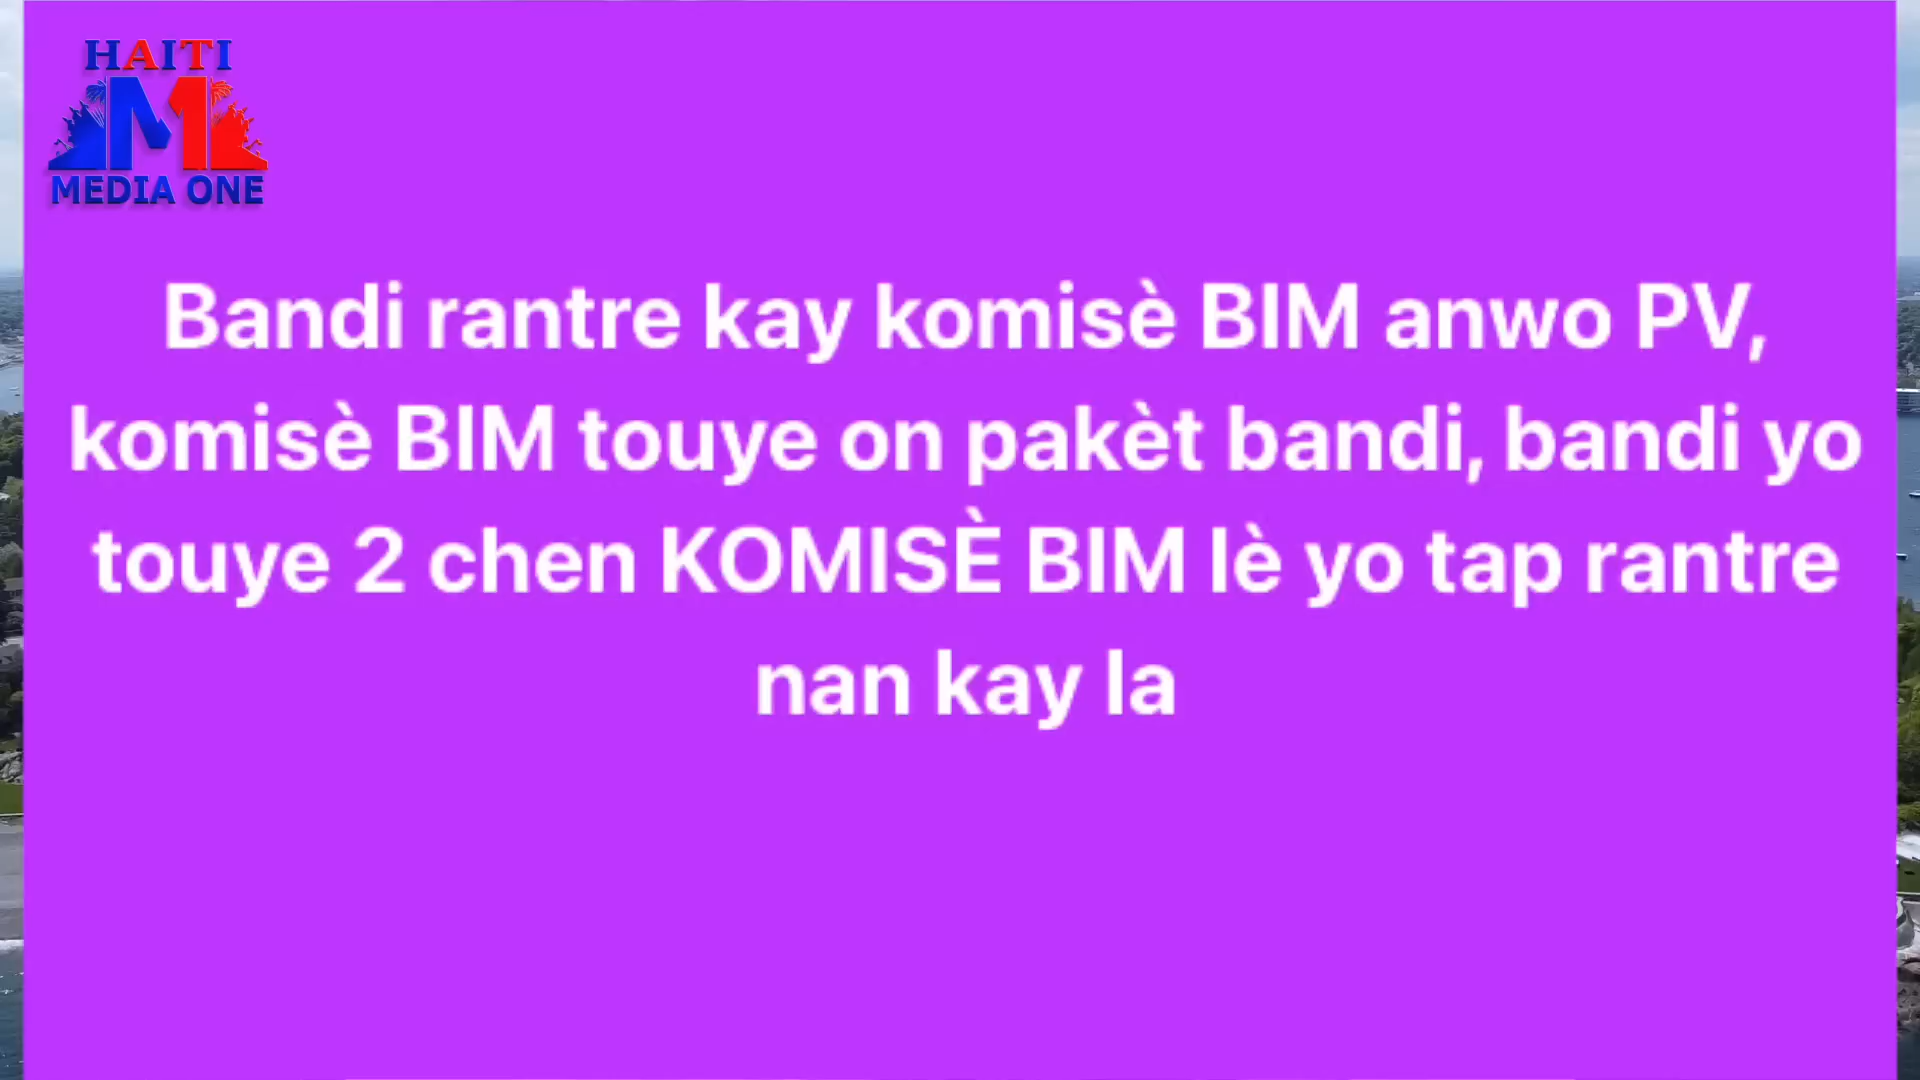 HAITI
M1
MEDIA ONE
Bandi rantre kay komisè BIM anwo PV,
komisè BIM touye on pakèt bandi, bandi yo
touye 2 chen KOMISÈ BIM lè yo tap rantre
nan kay la